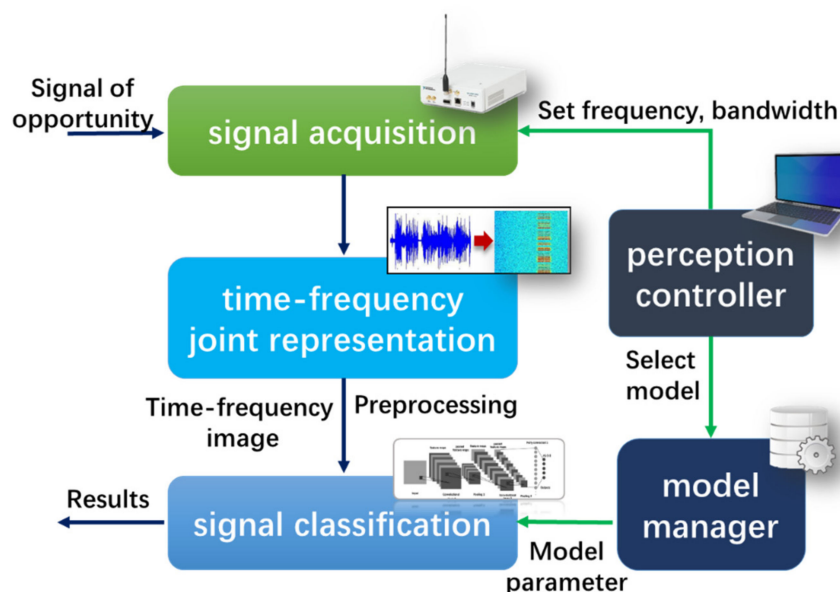 Signal of
opportunity
signal acquisition
Set frequency, bandwidth
perception
controller
time-frequency
joint representation
Select
model
Time-frequency
image
Preprocessing
Results
signal classification
model
manager
Model
parameter